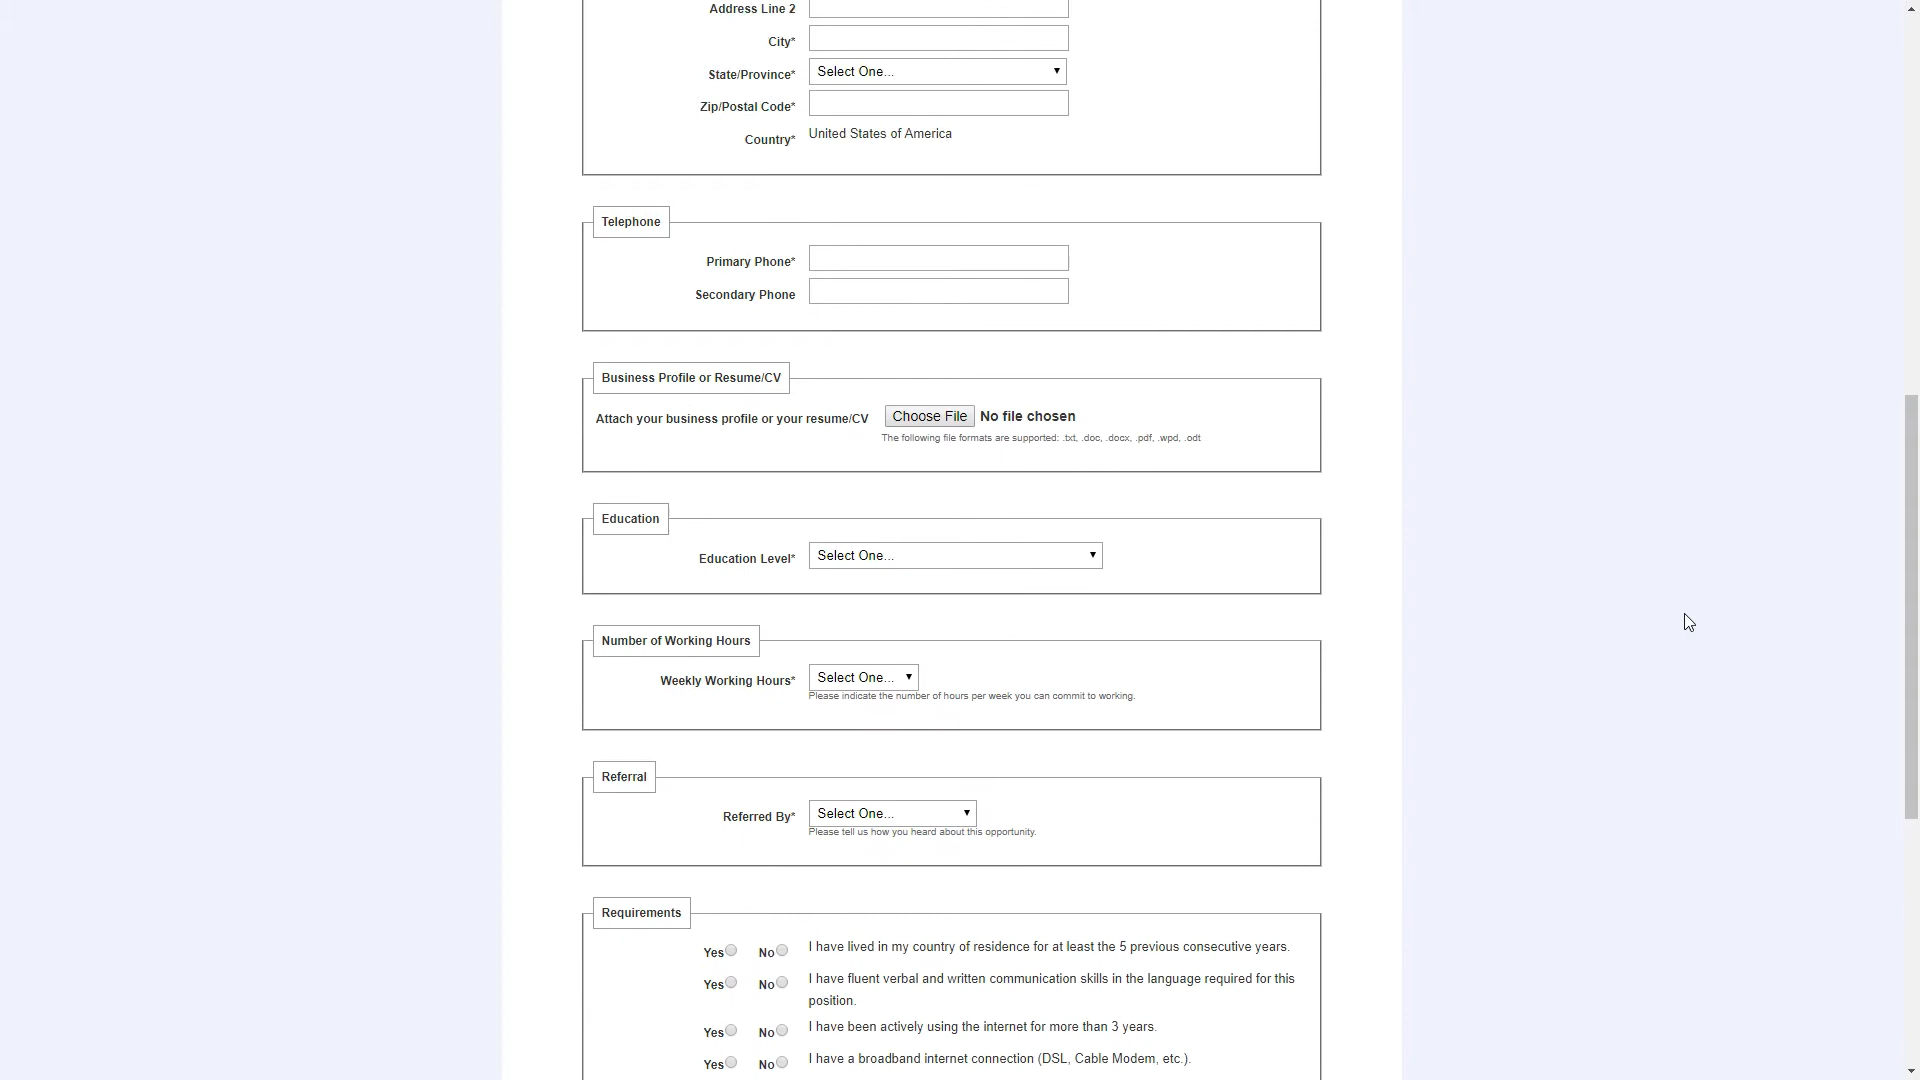 Address Line 2
City*
State/Province* Select One...
Zip/Postal Code*
Country* United States of America
Telephone
Primary Phone*
Secondary Phone
Business Profile or Resume/CV
Attach your business profile or your resume/CV Choose File No file chosen
The following file formats are supported: .txt, .doc, .docx, .pdf, .wpd, .odt
Education
Education Level* Select One...
Number of Working Hours
Weekly Working Hours* Select One...
Please indicate the number of hours per week you can commit to working.
Referral
Referred By* Select One...
Please tell us how you heard about this opportunity.
Requirements
Yes No I have lived in my country of residence for at least the 5 previous consecutive years.
Yes No I have fluent verbal and written communication skills in the language required for this
position.
Yes No I have been actively using the internet for more than 3 years.
Yes No I have a broadband internet connection (DSL, Cable Modem, etc.).